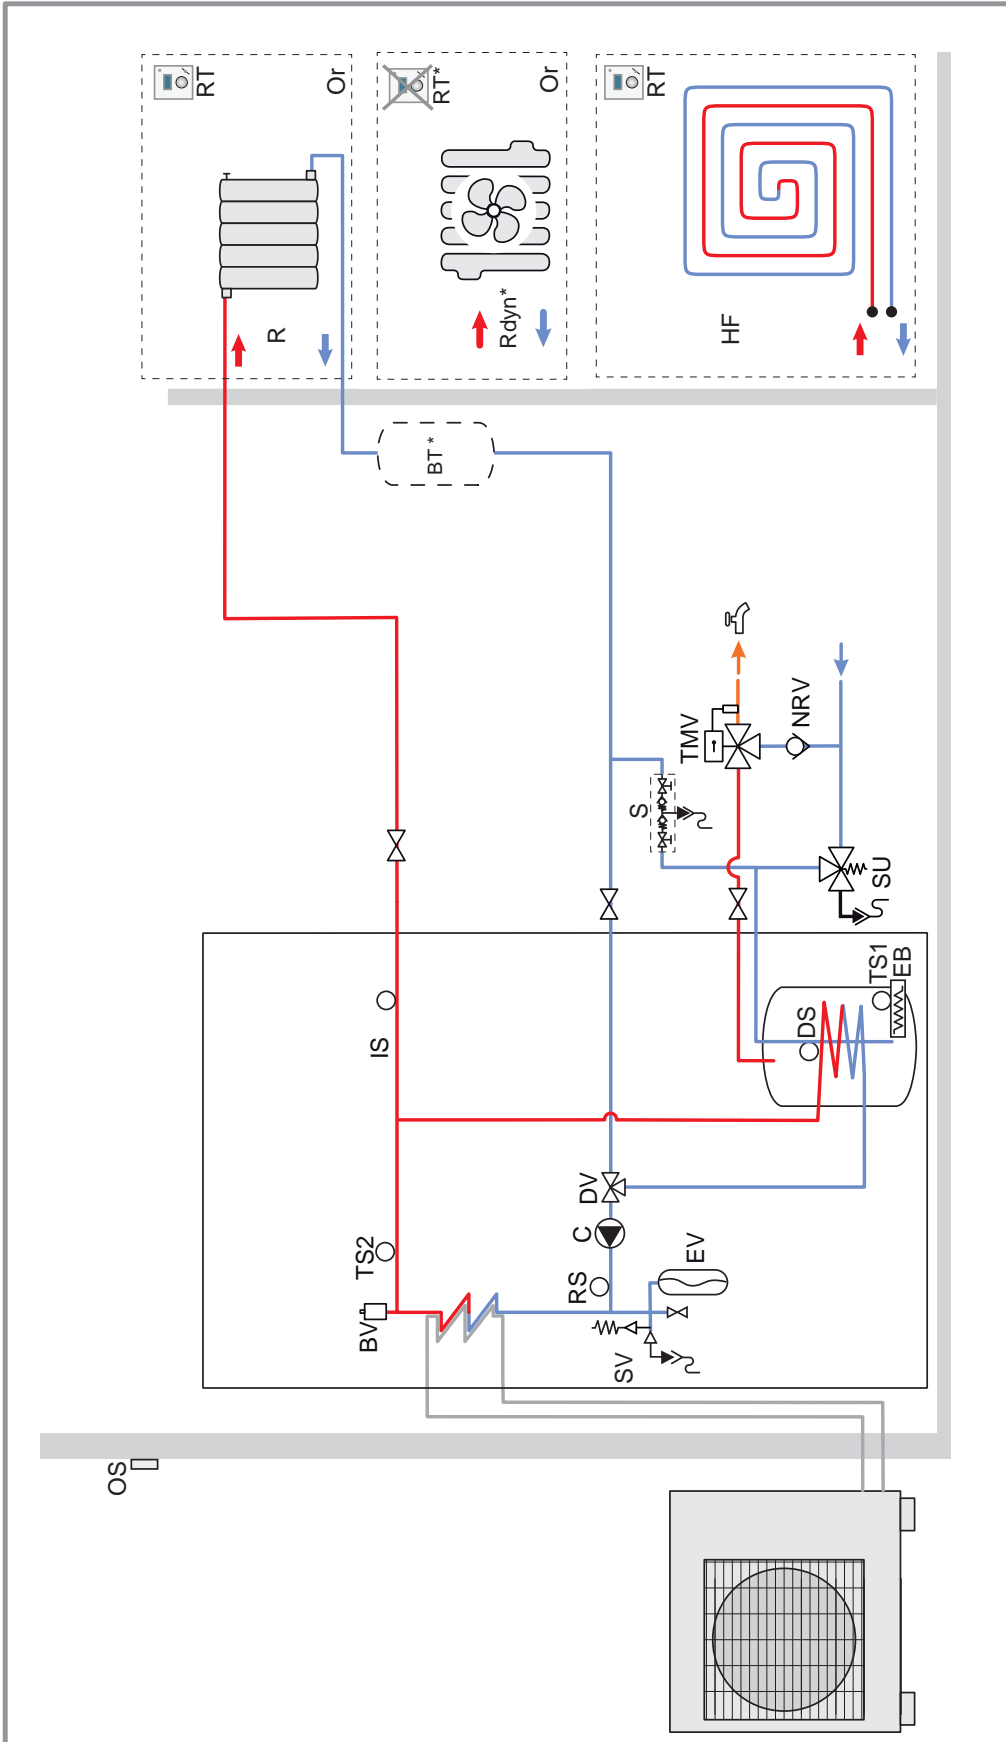 RT
Or
R
RT*
Or
Rdyn*
RT
HF
BT*
TMV
NRV
S
SU
IS
TS1
EB
DS
DV
C
TS2
BV
RS
EV
SV
OS